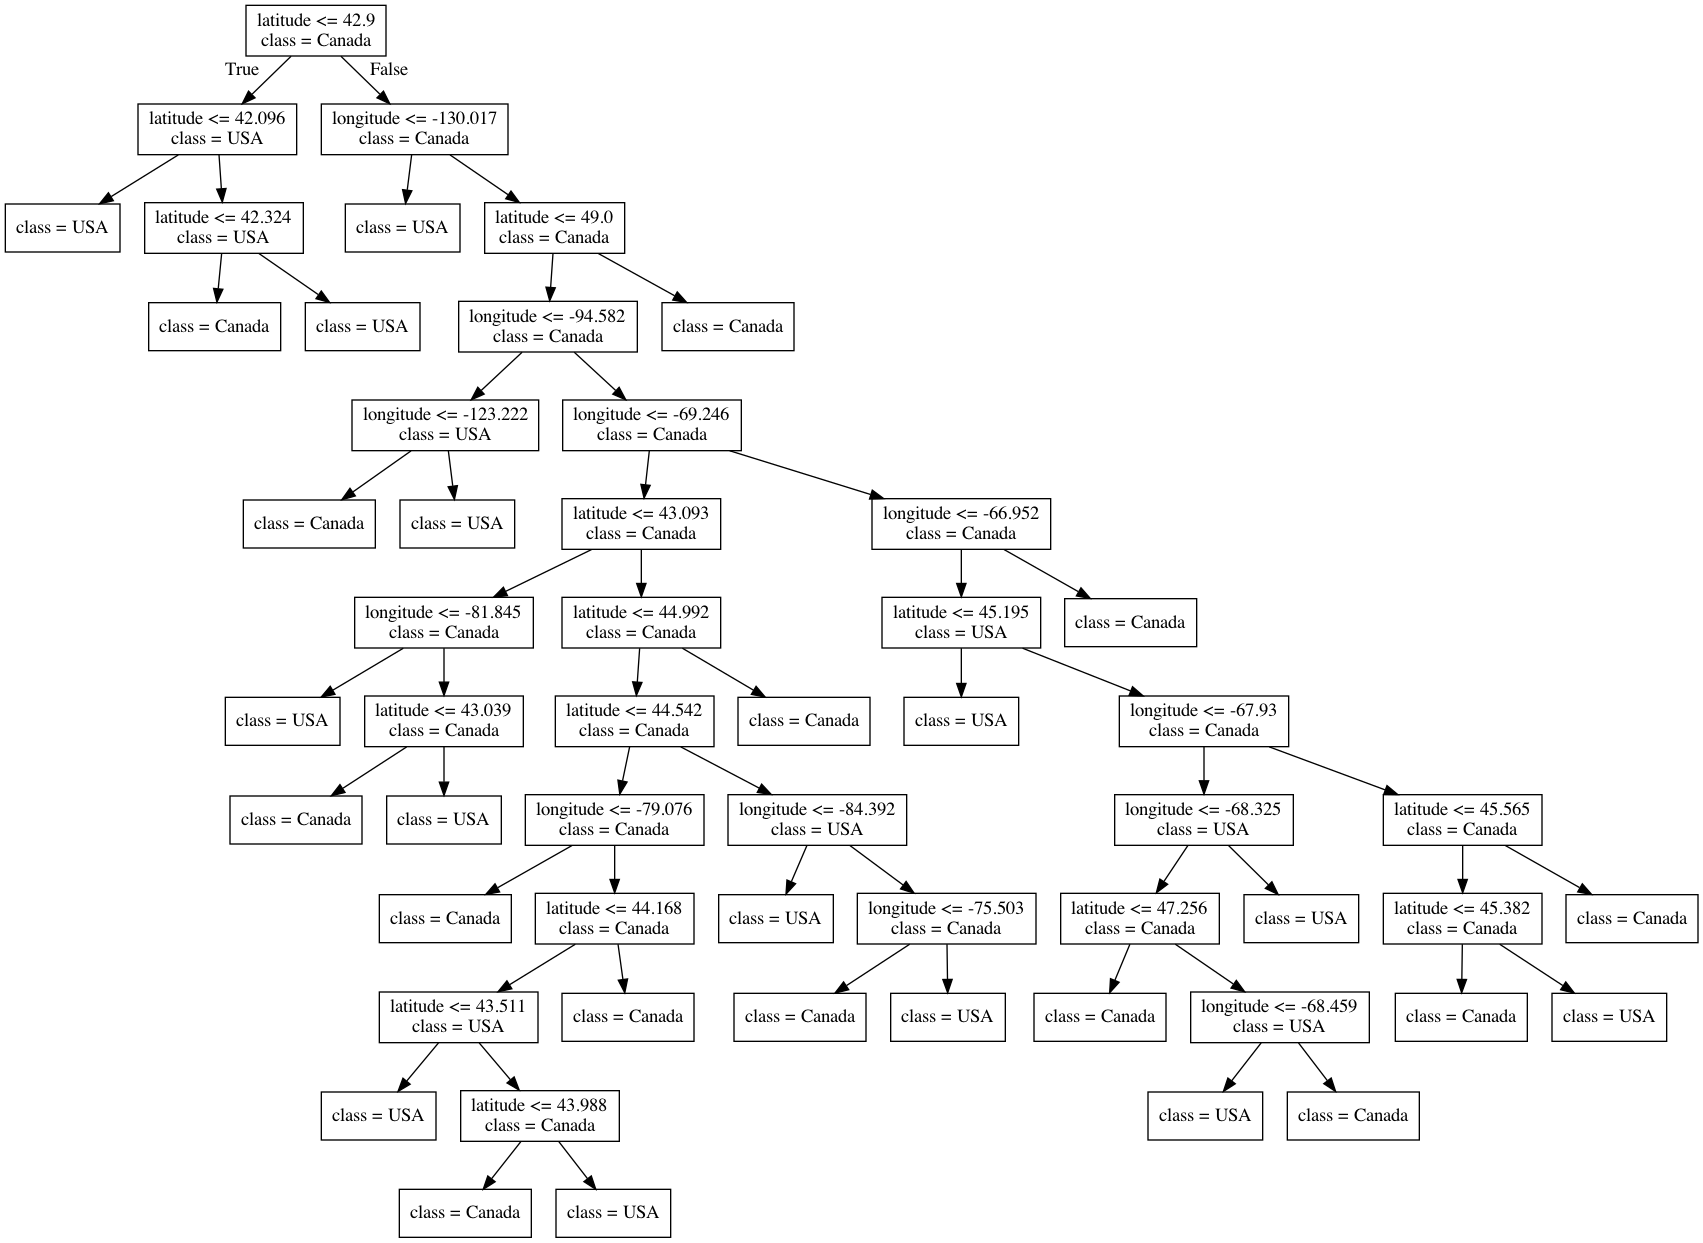 latitude <= 42.9
class = Canada
True
False
latitude <= 42.096
class = USA
longitude <= -130.017
class = Canada
class = USA
latitude <= 42.324
class = USA
class = USA
latitude <= 49.0
class = Canada
class = Canada
class = USA
longitude <= -94.582
class = Canada
class = Canada
longitude <= -123.222
class = USA
longitude <= -69.246
class = Canada
class = Canada
class = USA
latitude <= 43.093
class = Canada
longitude <= -66.952
class = Canada
longitude <= -81.845
class = Canada
latitude <= 44.992
class = Canada
latitude <= 45.195
class = USA
class = Canada
class = USA
latitude <= 43.039
class = Canada
latitude <= 44.542
class = Canada
class = Canada
class = USA
longitude <= -67.93
class = Canada
class = Canada
class = USA
longitude <= -79.076
class = Canada
longitude <= -84.392
class = USA
longitude <= -68.325
class = USA
latitude <= 45.565
class = Canada
class = Canada
latitude <= 44.168
class = Canada
class = USA
longitude <= -75.503
class = Canada
latitude <= 47.256
class = Canada
class = USA
latitude <= 45.382
class = Canada
class = Canada
latitude <= 43.511
class = USA
class = Canada
class = Canada
class = USA
class = Canada
longitude <= -68.459
class = USA
class = Canada
class = USA
class = USA
latitude <= 43.988
class = Canada
class = USA
class = Canada
class = Canada
class = USA